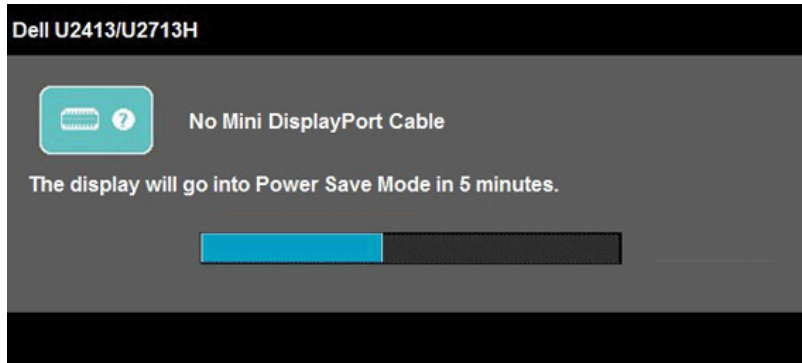 Dell U2413/U2713H
?
No Mini DisplayPort Cable
The display will go into Power Save Mode in 5 minutes.